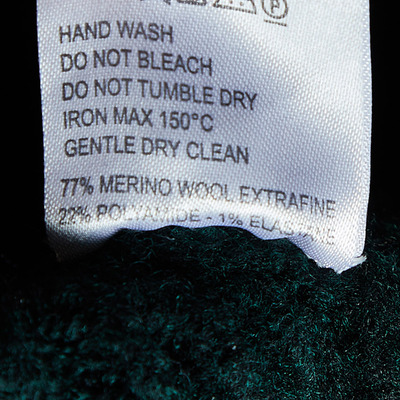 P
HAND WASH
DO NOT BLEACH
DO NOT TUMBLE DRY
IRON MAX 150°C
GENTLE DRY CLEAN
77% MERINO WOOL EXTRAFINE
22% POLYAMIDE - 1% ELASTANE